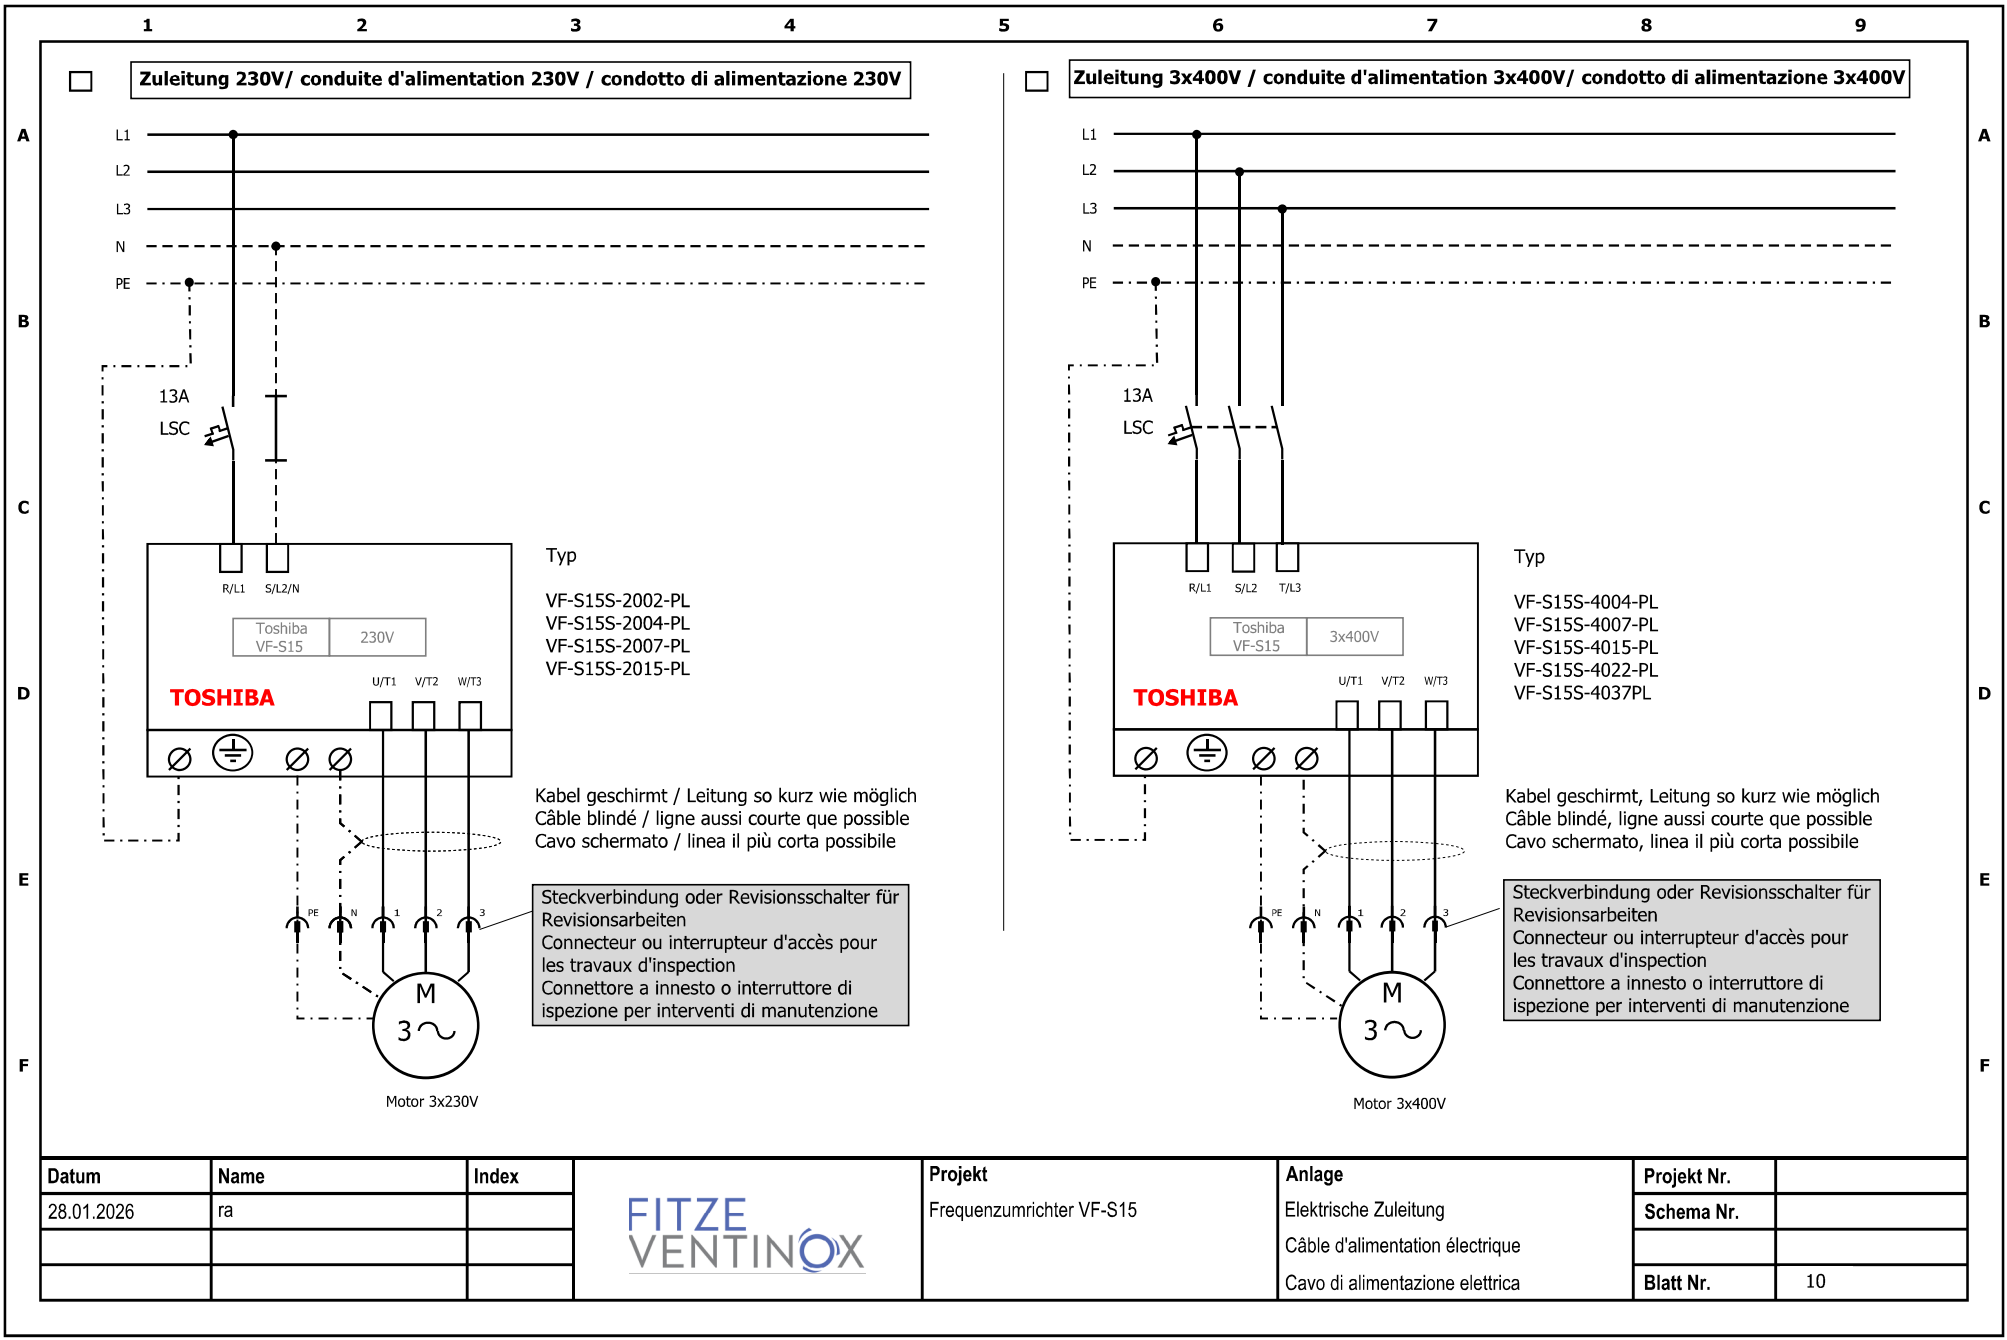 1 2 3 4 5 6 7 8 9
Zuleitung 230V/ conduite d'alimentation 230V / condotto di alimentazione 230V
Zuleitung 3x400V / conduite d'alimentation 3x400V/ condotto di alimentazione 3x400V
A
L1
L2
L3
N
PE
B
13A
LSC
C
R/L1 S/L2/N
Toshiba
VF-S15
230V
U/T1 V/T2 W/T3
D
TOSHIBA
Typ
VF-S15S-2002-PL
VF-S15S-2004-PL
VF-S15S-2007-PL
VF-S15S-2015-PL
Kabel geschirmt / Leitung so kurz wie möglich
Câble blindé / ligne aussi courte que possible
Cavo schermato / linea il più corta possibile
E
PE N 1 2 3
Steckverbindung oder Revisionsschalter für
Revisionsarbeiten
Connecteur ou interrupteur d'accès pour
les travaux d'inspection
Connettore a innesto o interruttore di
ispezione per interventi di manutenzione
M
3
F
Motor 3x230V
L1
L2
L3
N
PE
A
B
13A
LSC
C
R/L1 S/L2 T/L3
Toshiba
VF-S15
3x400V
U/T1 V/T2 W/T3
TOSHIBA
Typ
VF-S15S-4004-PL
VF-S15S-4007-PL
VF-S15S-4015-PL
VF-S15S-4022-PL
VF-S15S-4037PL
D
Kabel geschirmt, Leitung so kurz wie möglich
Câble blindé, ligne aussi courte que possible
Cavo schermato, linea il più corta possibile
E
PE N 1 2 3
Steckverbindung oder Revisionsschalter für
Revisionsarbeiten
Connecteur ou interrupteur d'accès pour
les travaux d'inspection
Connettore a innesto o interruttore di
ispezione per interventi di manutenzione
M
3
F
Motor 3x400V
Datum Name Index
28.01.2026 ra
FITZE
VENTINOX
Projekt
Frequenzumrichter VF-S15
Anlage
Elektrische Zuleitung
Câble d'alimentation électrique
Cavo di alimentazione elettrica
Projekt Nr.
Schema Nr.
Blatt Nr. 10